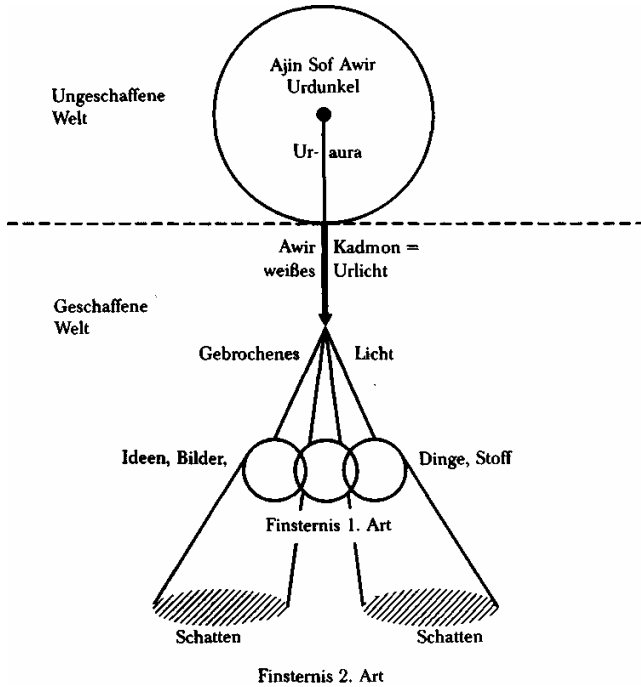 Ajin Sof Awir
Urdunkel
Ungeschaffene
Welt
Ur- aura
Awir Kadmon =
weißes Urlicht
Geschaffene
Welt
Gebrochenes Licht
Ideen, Bilder, Dinge, Stoff
Finsternis 1. Art
Schatten Schatten
Finsternis 2. Art